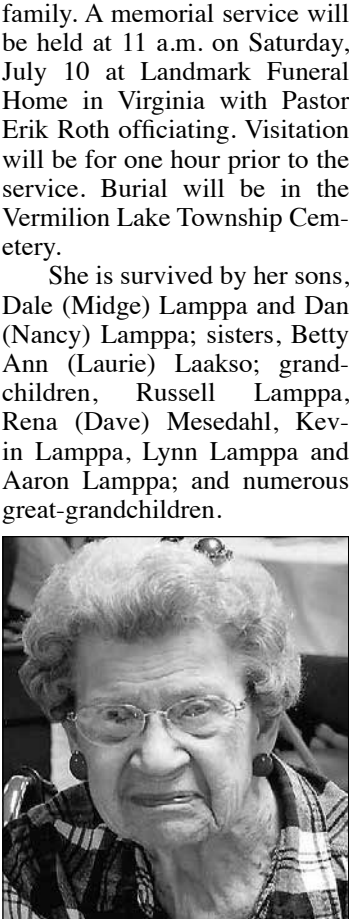 family. A memorial service will
be held at 11 a.m. on Saturday,
July 10 at Landmark Funeral
Home in Virginia with Pastor
Erik Roth officiating. Visitation
will be for one hour prior to the
service. Burial will be in the
Vermilion Lake Township Cem-
etery.
She is survived by her sons,
Dale (Midge) Lamppa and Dan
(Nancy) Lamppa; sisters, Betty
Ann (Laurie) Laakso; grand-
children, Russell Lamppa,
Rena (Dave) Mesedahl, Kev-
in Lamppa, Lynn Lamppa and
Aaron Lamppa; and numerous
great-grandchildren.